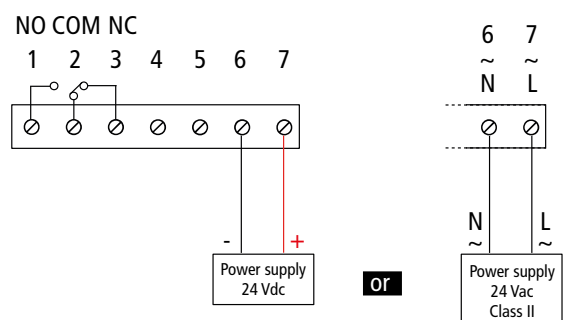 NO COM NC
1 2 3 4 5 6 7
- +
Power supply
24 Vdc
or
6 7
~ ~
N L
N L
~ ~
Power supply
24 Vac
Class II